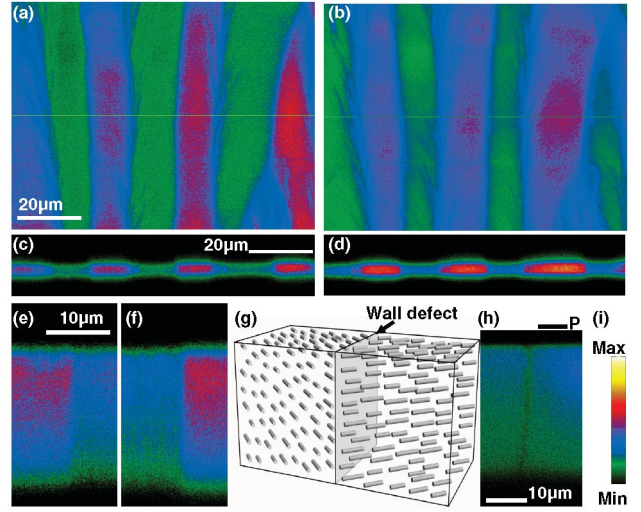 (a)
(b)
20µm
(c)
20µm
(d)
(e)
10µm
(f)
(g)
Wall defect
(h)
P
(i)
Max
10µm
Min